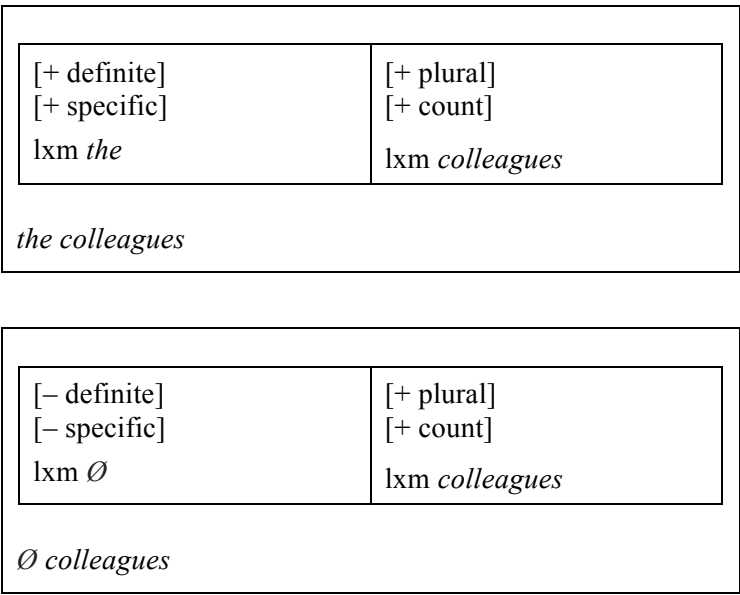 [+ definite]
[+ specific]
lxm the
[+ plural]
[+ count]
lxm colleagues
the colleagues
[– definite]
[– specific]
lxm Ø
[+ plural]
[+ count]
lxm colleagues
Ø colleagues